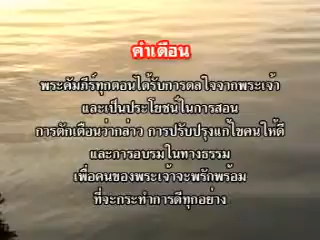 คำเตือน
พระคัมภีร์ทุกตอนได้รับการดลใจจากพระเจ้า
และเป็นประโยชน์ในการสอน
การตักเตือนว่ากล่าว การปรับปรุงแก้ไขคนให้ดี
และการอบรมในทางธรรม
เพื่อคนของพระเจ้าจะพรักพร้อม
ที่จะกระทำการดีทุกอย่าง